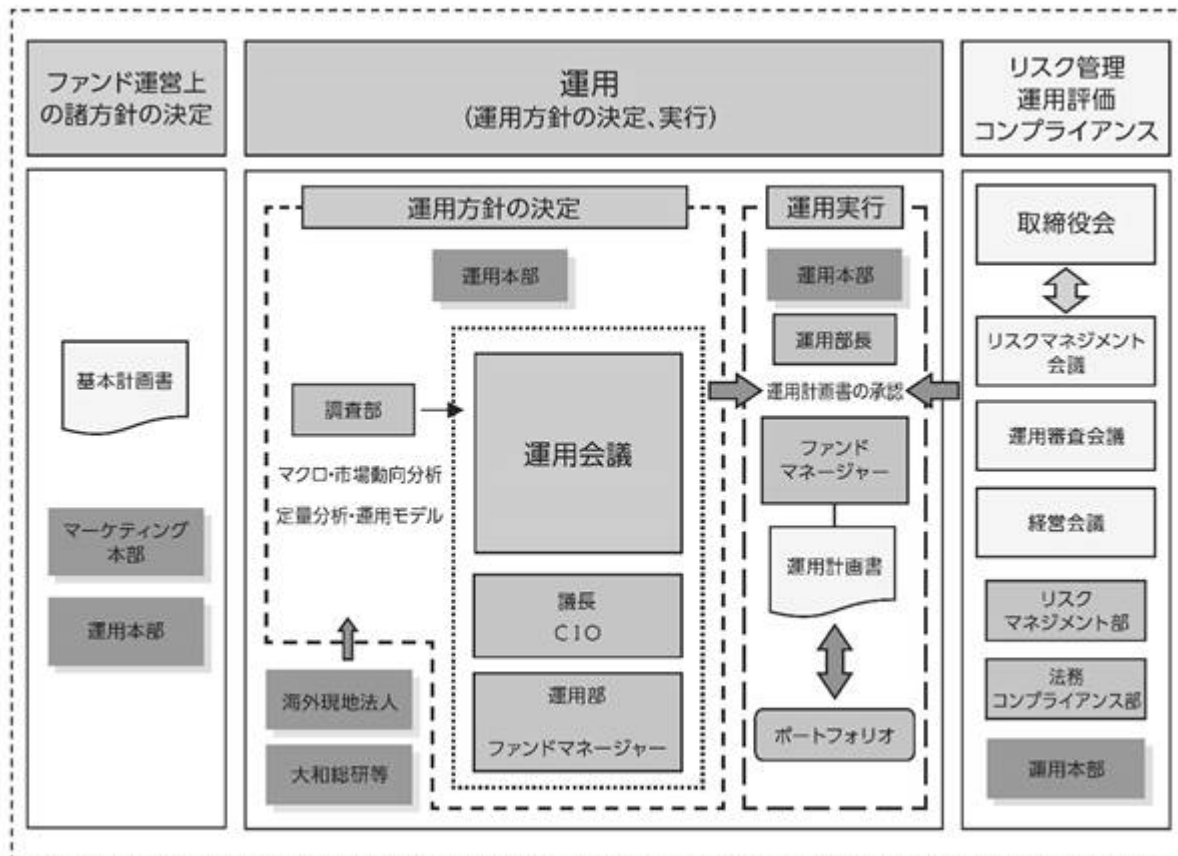 ファンド運営上
の諸方針の決定
基本計画書
マーケティング
本部
運用本部
運用
(運用方針の決定、実行)
運用方針の決定
運用本部
調査部
マクロ・市場動向分析
定量分析・運用モデル
海外現地法人
大和総研等
運用会議
議長
CIO
運用部
ファンドマネージャー
運用実行
運用本部
運用部長
運用計画書の承認
ファンド
マネージャー
運用計画書
ポートフォリオ
リスク管理
運用評価
コンプライアンス
取締役会
リスクマネジメント
会議
運用審査会議
経営会議
リスク
マネジメント部
法務
コンプライアンス部
運用本部